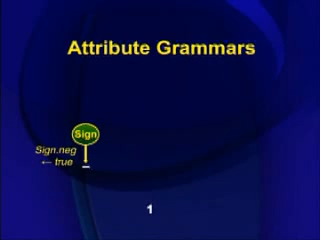 Attribute Grammars
Sign
Sign.neg
← true
–
1